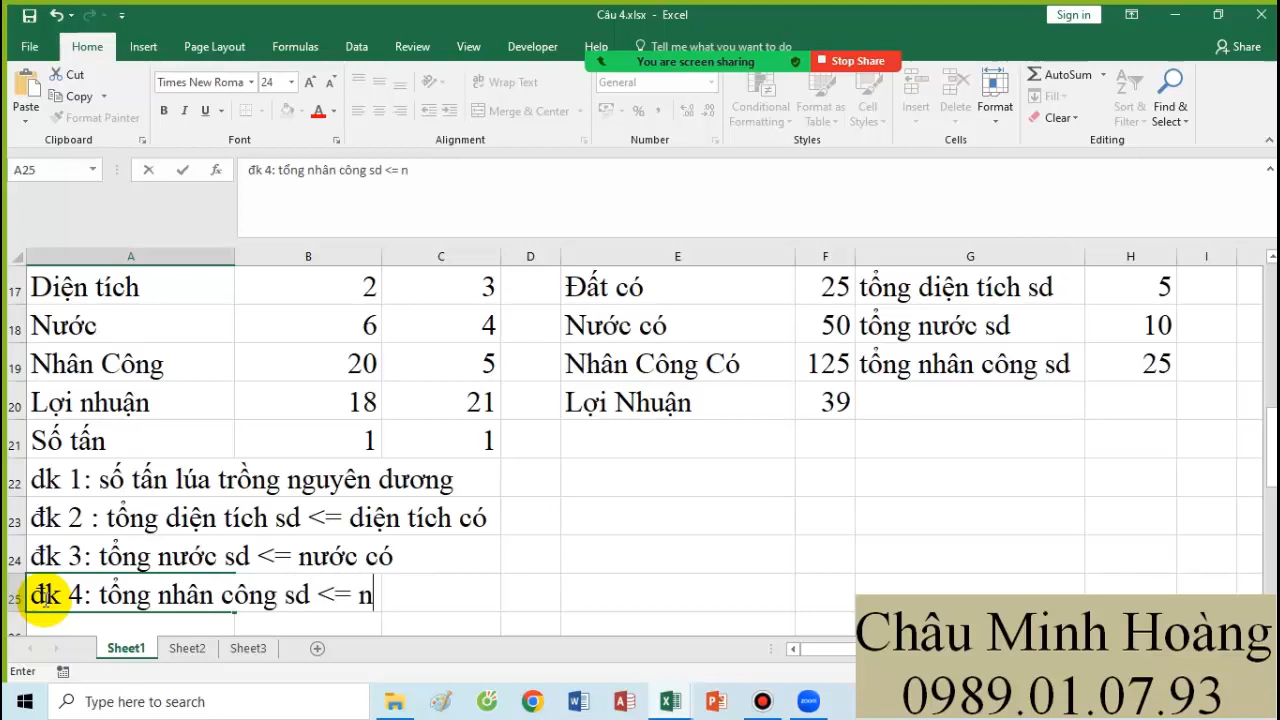 Câu 4.xlsx - Excel
Sign in
File Home Insert Page Layout Formulas Data Review View Developer Help Tell me what you want to do Share
You are screen sharing Stop Share
Paste Cut Copy Format Painter Clipboard
Times New Roma 24 B I U A Font
Wrap Text Merge & Center Alignment
General % Number
Conditional Formatting Format as Table Cell Styles Styles
Insert Delete Format Cells
AutoSum Fill Clear Sort & Filter Find & Select Editing
A25 fx đk 4: tổng nhân công sd <= n
A B C D E F G H I
17 Diện tích 2 3 Đất có 25 tổng diện tích sd 5
18 Nước 6 4 Nước có 50 tổng nước sd 10
19 Nhân Công 20 5 Nhân Công Có 125 tổng nhân công sd 25
20 Lợi nhuận 18 21 Lợi Nhuận 39
21 Số tấn 1 1
22 dk 1: số tấn lúa trồng nguyên dương
23 đk 2 : tổng diện tích sd <= diện tích có
24 đk 3: tổng nước sd <= nước có
25 đk 4: tổng nhân công sd <= n
Sheet1 Sheet2 Sheet3
Enter
Type here to search
Châu Minh Hoàng
0989.01.07.93